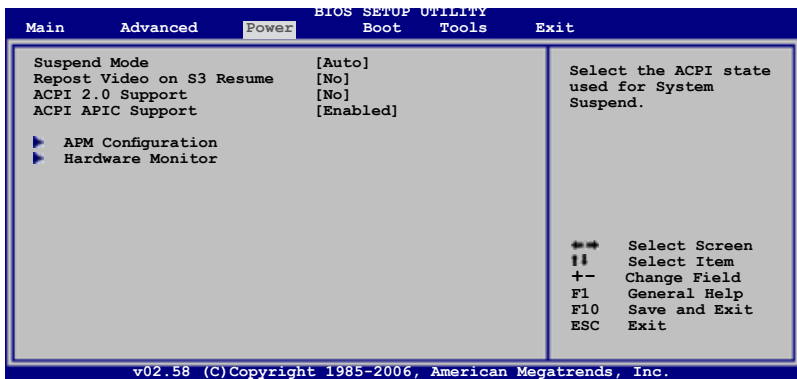 BIOS SETUP UTILITY
Main Advanced Power Boot Tools Exit
Suspend Mode [Auto]
Repost Video on S3 Resume [No]
ACPI 2.0 Support [No]
ACPI APIC Support [Enabled]
APM Configuration
Hardware Monitor
Select the ACPI state
used for System
Suspend.
←→ Select Screen
↑↓ Select Item
+- Change Field
F1 General Help
F10 Save and Exit
ESC Exit
v02.58 (C)Copyright 1985-2006, American Megatrends, Inc.